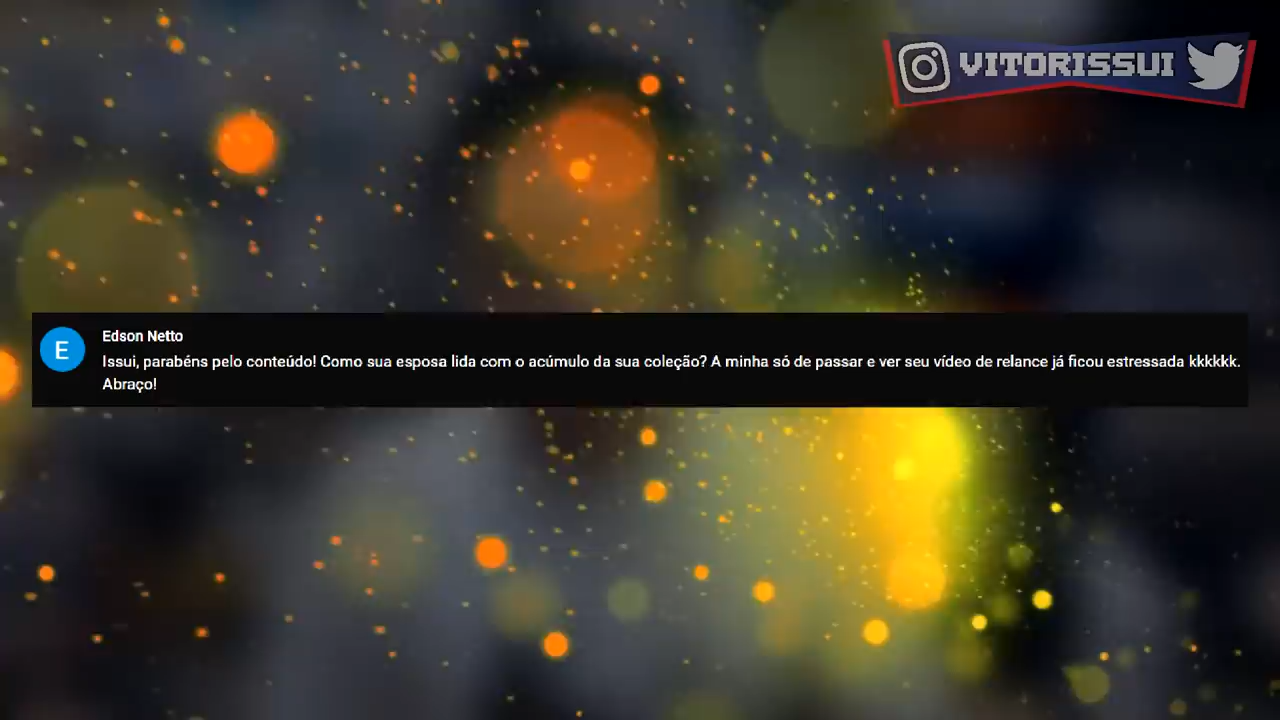 VITORISSUI
Edson Netto
Issui, parabéns pelo conteúdo! Como sua esposa lida com o acúmulo da sua coleção? A minha só de passar e ver seu vídeo de relance já ficou estressada kkkkkk.
Abraço!